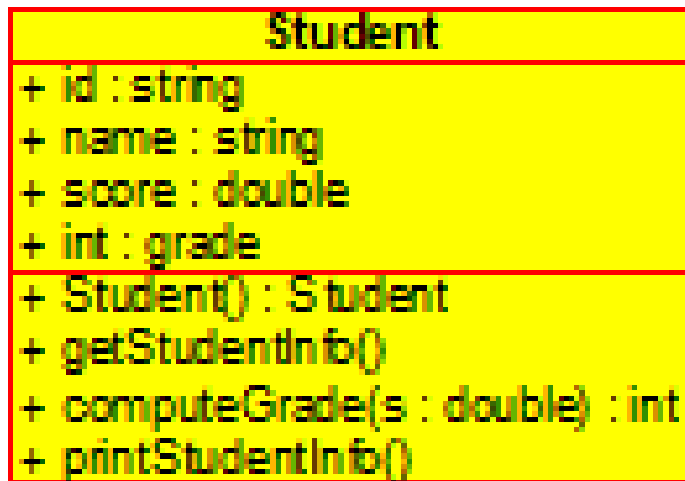 Student
+ id : string
+ name : string
+ score : double
+ int : grade
+ Student() : Student
+ getStudentInfo()
+ computeGrade(s : double) : int
+ printStudentInfo()